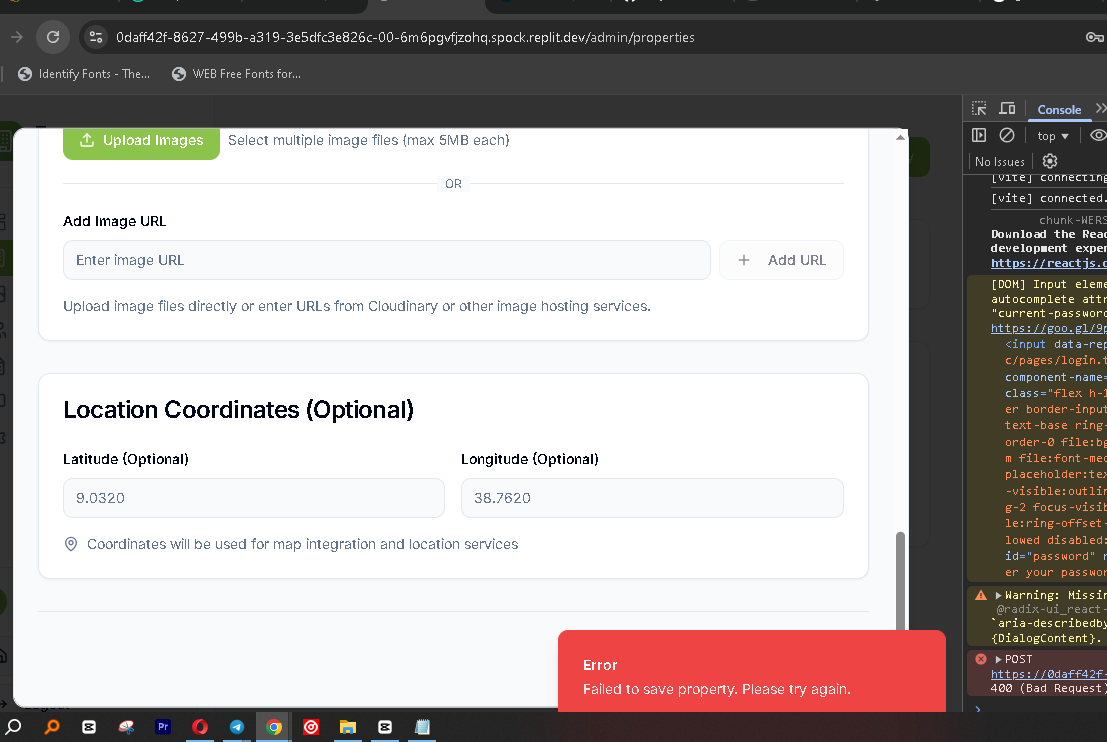 0daff42f-8627-499b-a319-3e5dfc3e826c-00-6m6pgvfjzohq.spock.replit.dev/admin/properties
Identify Fonts - The... WEB Free Fonts for...
Upload Images Select multiple image files (max 5MB each)
OR
Add Image URL
Enter image URL
+ Add URL
Upload image files directly or enter URLs from Cloudinary or other image hosting services.
Location Coordinates (Optional)
Latitude (Optional) Longitude (Optional)
9.0320 38.7620
Coordinates will be used for map integration and location services
Error
Failed to save property. Please try again.
Console
top
No Issues
[vite] connecting
[vite] connected.
chunk-WERS
Download the Reac
development exper
https://reactjs.o
[DOM] Input eleme
autocomplete attr
"current-password
https://goo.gl/9p
<input data-rep
c/pages/login.t
component-name=
class="flex h-1
er border-input
text-base ring-
order-0 file:bg
m file:font-med
placeholder:tex
-visible:outlin
g-2 focus-visib
le:ring-offset-
lowed disabled:
id="password" n
er your passwor
Warning: Missin
@radix-ui_react-
`aria-describedby
{DialogContent}.
POST
https://0daff42f-
400 (Bad Request)
Pr